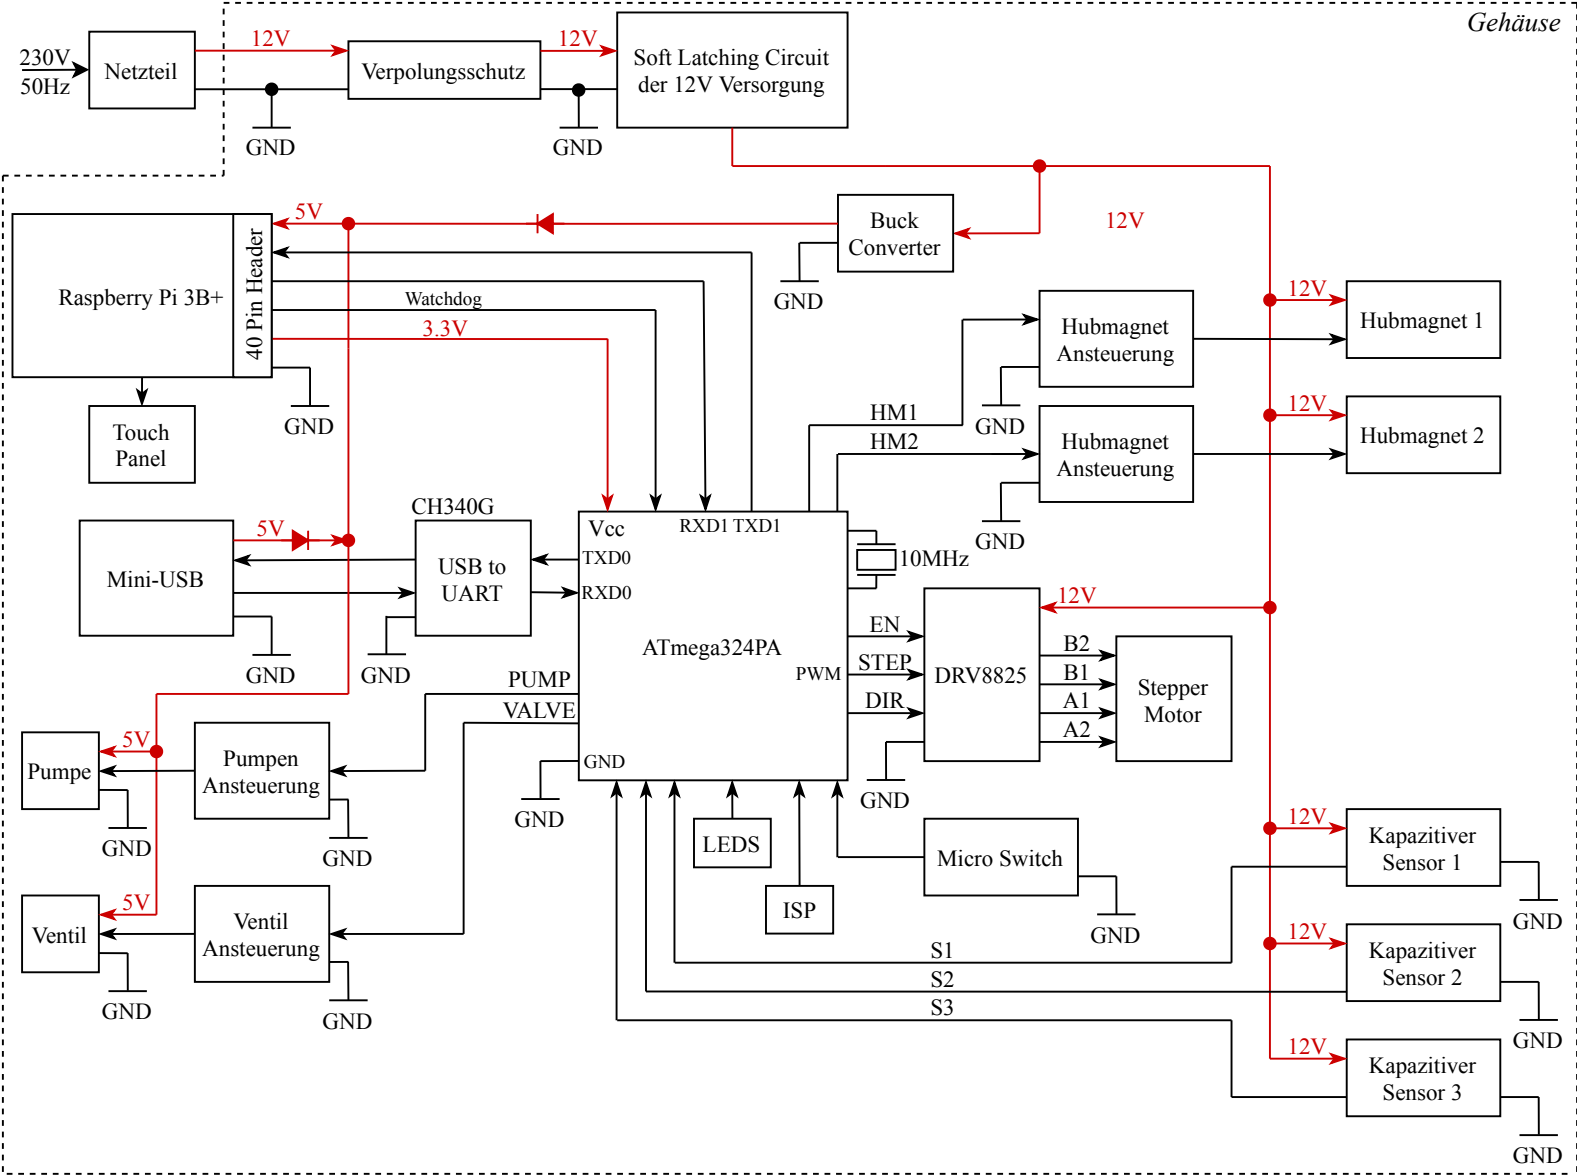 Gehäuse
230V
50Hz
Netzteil
12V
Verpolungsschutz
12V
Soft Latching Circuit
der 12V Versorgung
GND
GND
5V
Buck
Converter
12V
GND
Raspberry Pi 3B+
40 Pin Header
Watchdog
3.3V
GND
Touch
Panel
Hubmagnet
Ansteuerung
GND
12V
Hubmagnet 1
HM1
HM2
Hubmagnet
Ansteuerung
GND
12V
Hubmagnet 2
Mini-USB
5V
GND
CH340G
USB to
UART
GND
Vcc
RXD1 TXD1
TXD0
RXD0
ATmega324PA
PWM
GND
GND
10MHz
EN
STEP
DIR
DRV8825
12V
GND
B2
B1
A1
A2
Stepper
Motor
PUMP
VALVE
5V
Pumpe
GND
Pumpen
Ansteuerung
GND
5V
Ventil
GND
Ventil
Ansteuerung
GND
LEDS
ISP
Micro Switch
GND
12V
Kapazitiver
Sensor 1
GND
S1
S2
S3
12V
Kapazitiver
Sensor 2
GND
12V
Kapazitiver
Sensor 3
GND